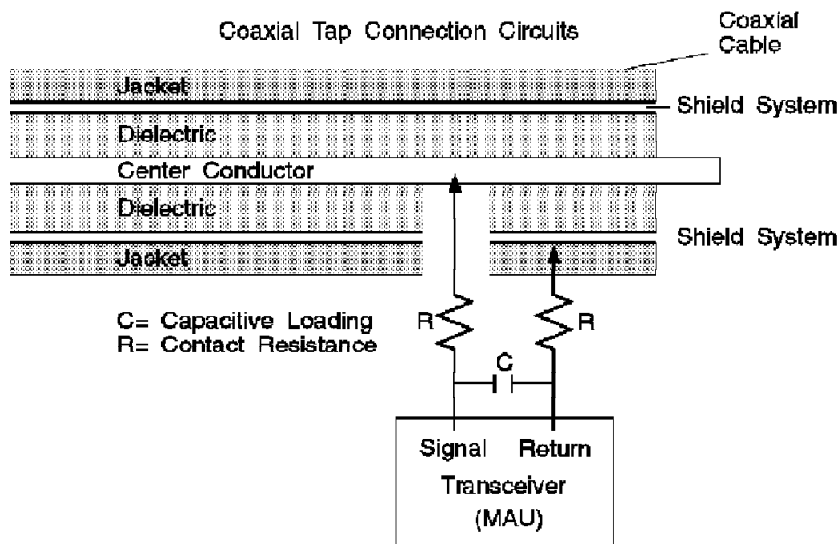 Coaxial Tap Connection Circuits
Coaxial
Cable
Jacket
Shield System
Dielectric
Center Conductor
Dielectric
Shield System
Jacket
C= Capacitive Loading
R= Contact Resistance
R
R
C
Signal Return
Transceiver
(MAU)